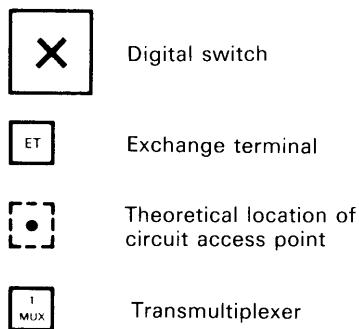 Digital switch
ET
Exchange terminal
Theoretical location of
circuit access point
1
MUX
Transmultiplexer